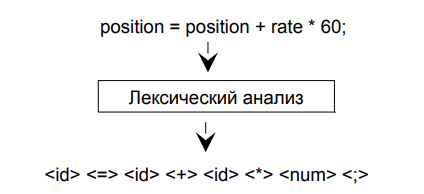 position = position + rate * 60;
Лексический анализ
<id> <=> <id> <+> <id> <*> <num> <;>